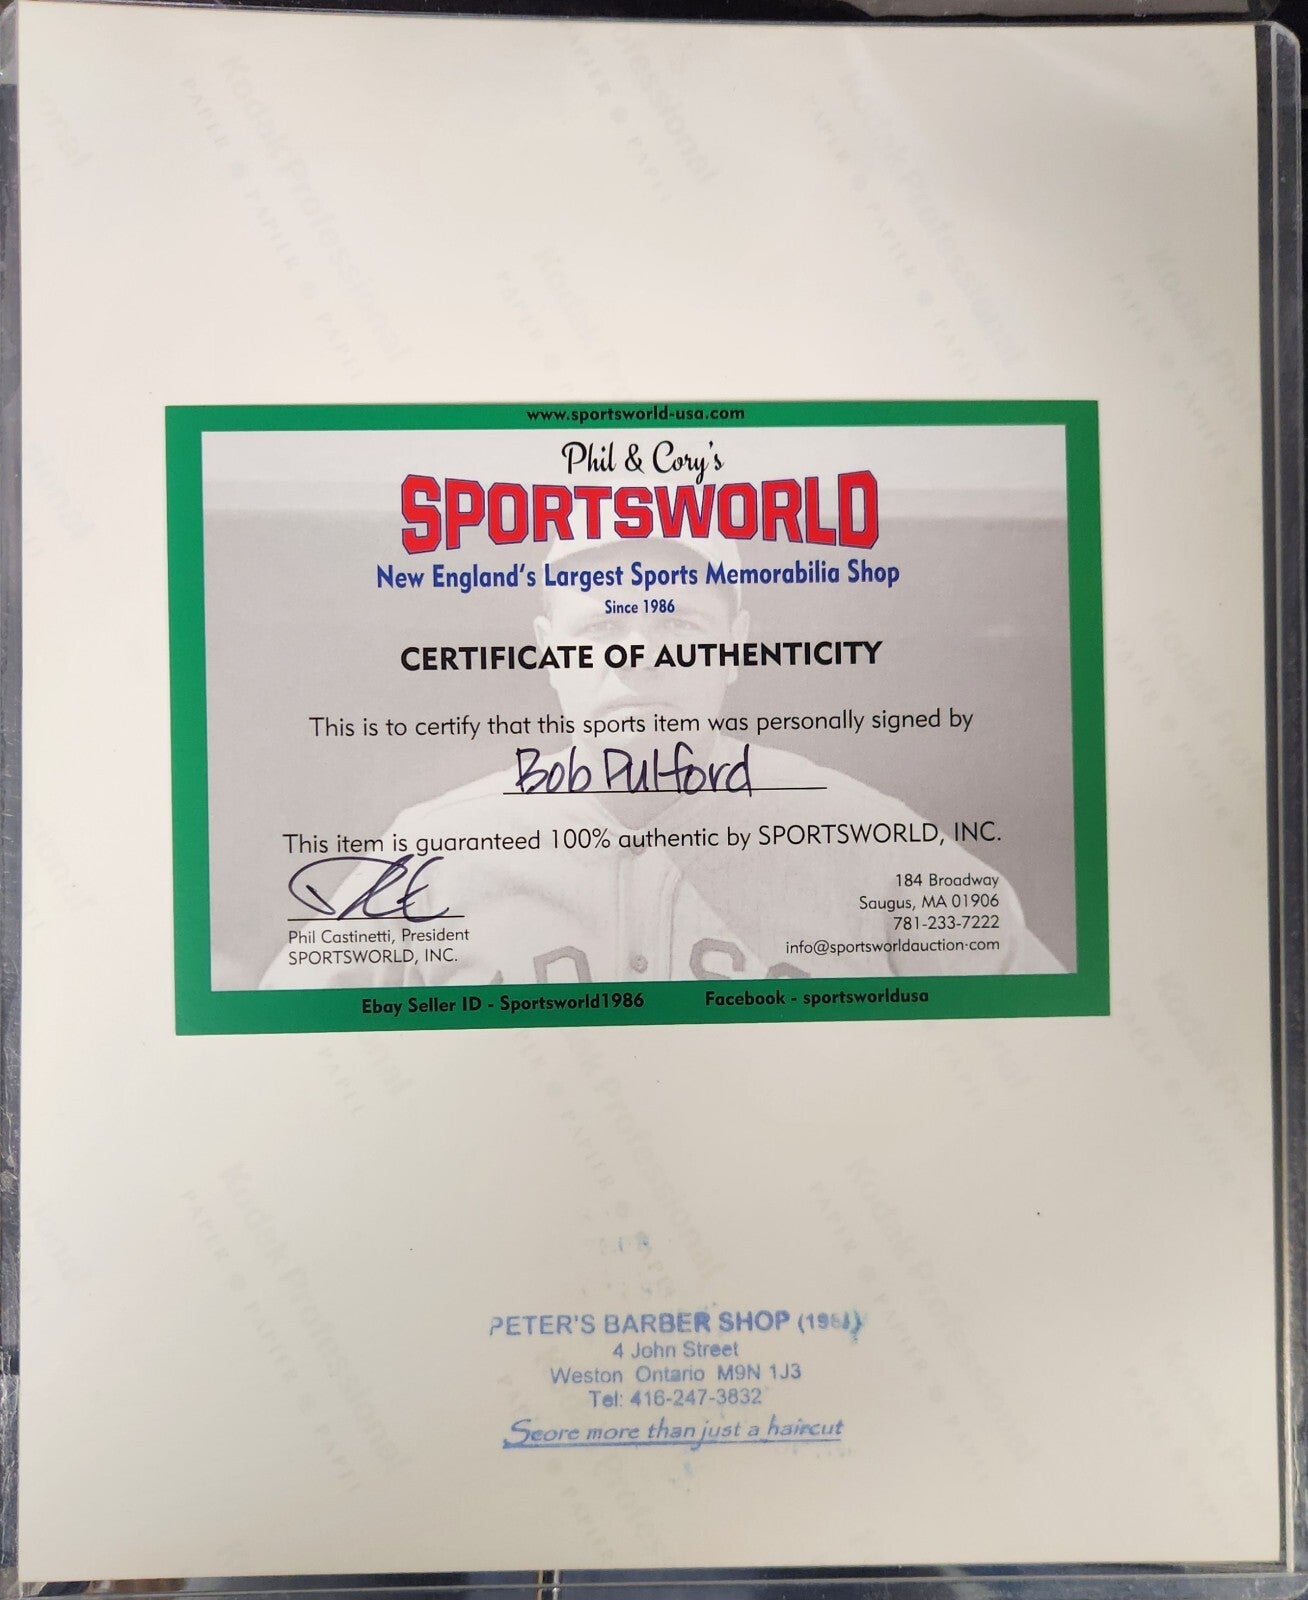 www.sportsworld-usa.com
Phil & Cory's
SPORTSWORLD
New England's Largest Sports Memorabilia Shop
Since 1986
CERTIFICATE OF AUTHENTICITY
This is to certify that this sports item was personally signed by
Bob Pulford
This item is guaranteed 100% authentic by SPORTSWORLD, INC.
Phil Castinetti, President
SPORTSWORLD, INC.
184 Broadway
Saugus, MA 01906
781-233-7222
info@sportsworldauction.com
Ebay Seller ID - Sportsworld1986
Facebook - sportsworldusa
PETER'S BARBER SHOP
4 John Street
Weston Ontario M9N 1J3
Tel: 416-247-3832
Score more than just a haircut
Kodak Professional
PAPER PAPEL